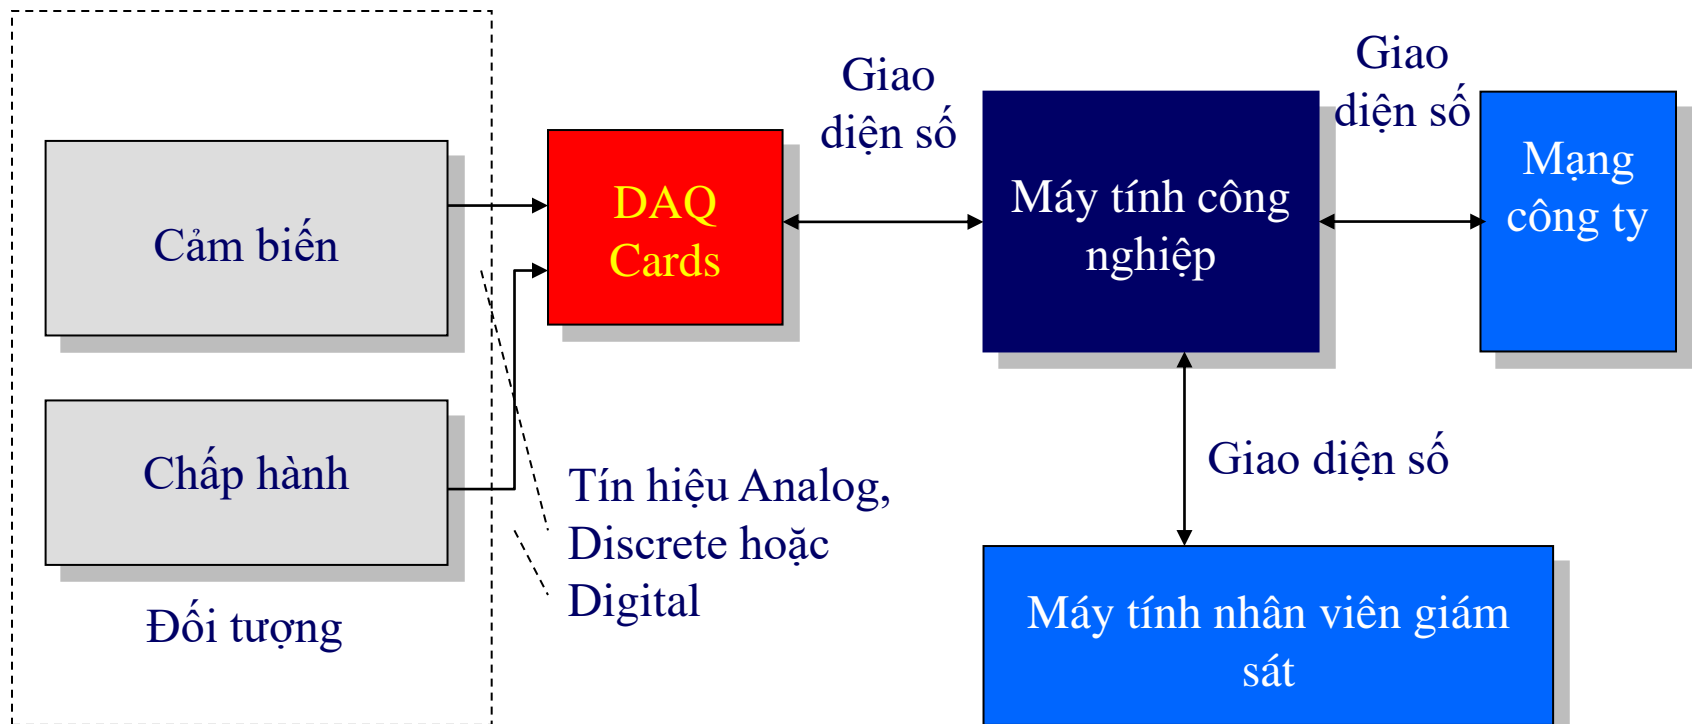 Giao
diện số
Giao
diện số
Cảm biến
DAQ
Cards
Máy tính công
nghiệp
Mạng
công ty
Chấp hành
Tín hiệu Analog,
Discrete hoặc
Digital
Giao diện số
Đối tượng
Máy tính nhân viên giám
sát